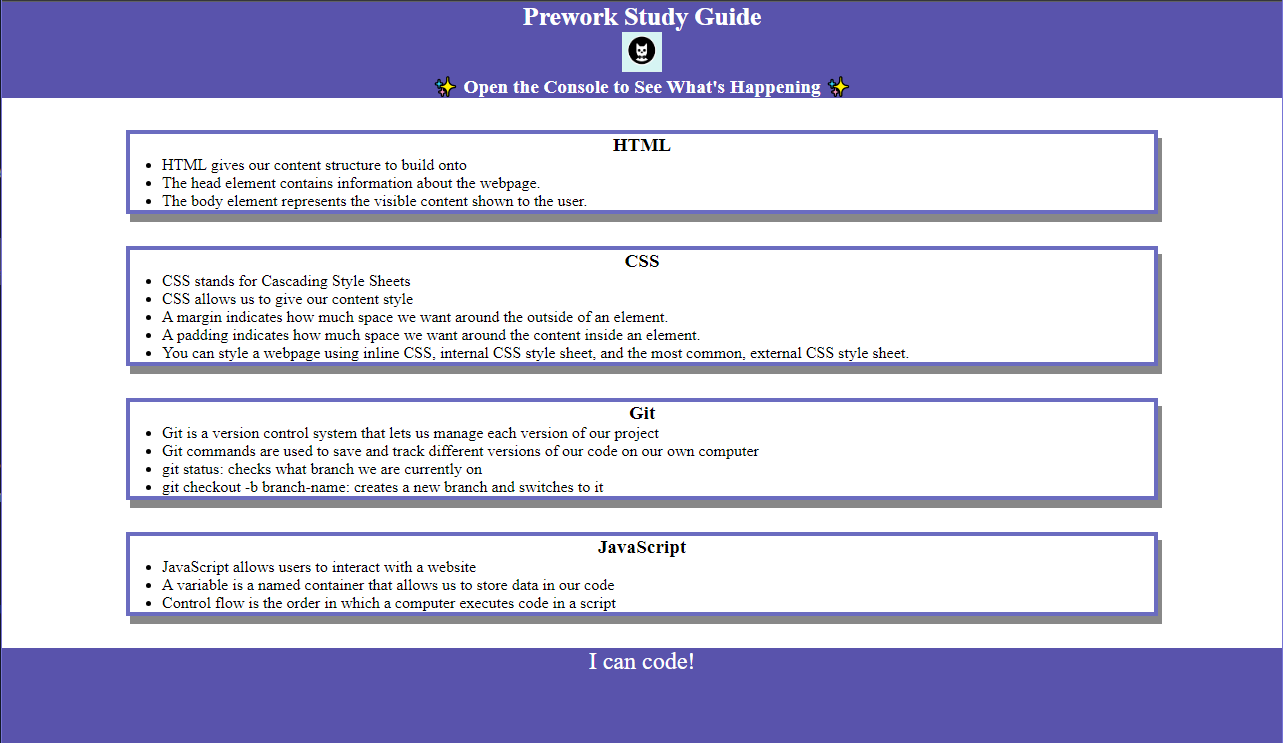 Prework Study Guide
✨ Open the Console to See What's Happening ✨
HTML
• HTML gives our content structure to build onto
• The head element contains information about the webpage.
• The body element represents the visible content shown to the user.
CSS
• CSS stands for Cascading Style Sheets
• CSS allows us to give our content style
• A margin indicates how much space we want around the outside of an element.
• A padding indicates how much space we want around the content inside an element.
• You can style a webpage using inline CSS, internal CSS style sheet, and the most common, external CSS style sheet.
Git
• Git is a version control system that lets us manage each version of our project
• Git commands are used to save and track different versions of our code on our own computer
• git status: checks what branch we are currently on
• git checkout -b branch-name: creates a new branch and switches to it
JavaScript
• JavaScript allows users to interact with a website
• A variable is a named container that allows us to store data in our code
• Control flow is the order in which a computer executes code in a script
I can code!